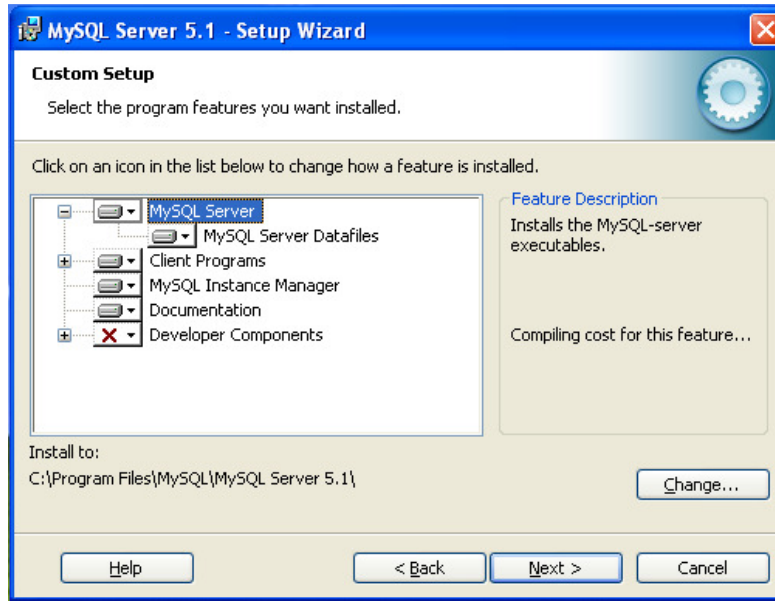 MySQL Server 5.1 - Setup Wizard
Custom Setup
Select the program features you want installed.
Click on an icon in the list below to change how a feature is installed.
MySQL Server
MySQL Server Datafiles
Client Programs
MySQL Instance Manager
Documentation
Developer Components
Feature Description
Installs the MySQL-server
executables.
Compiling cost for this feature...
Install to:
C:\Program Files\MySQL\MySQL Server 5.1\
Change...
Help
< Back
Next >
Cancel